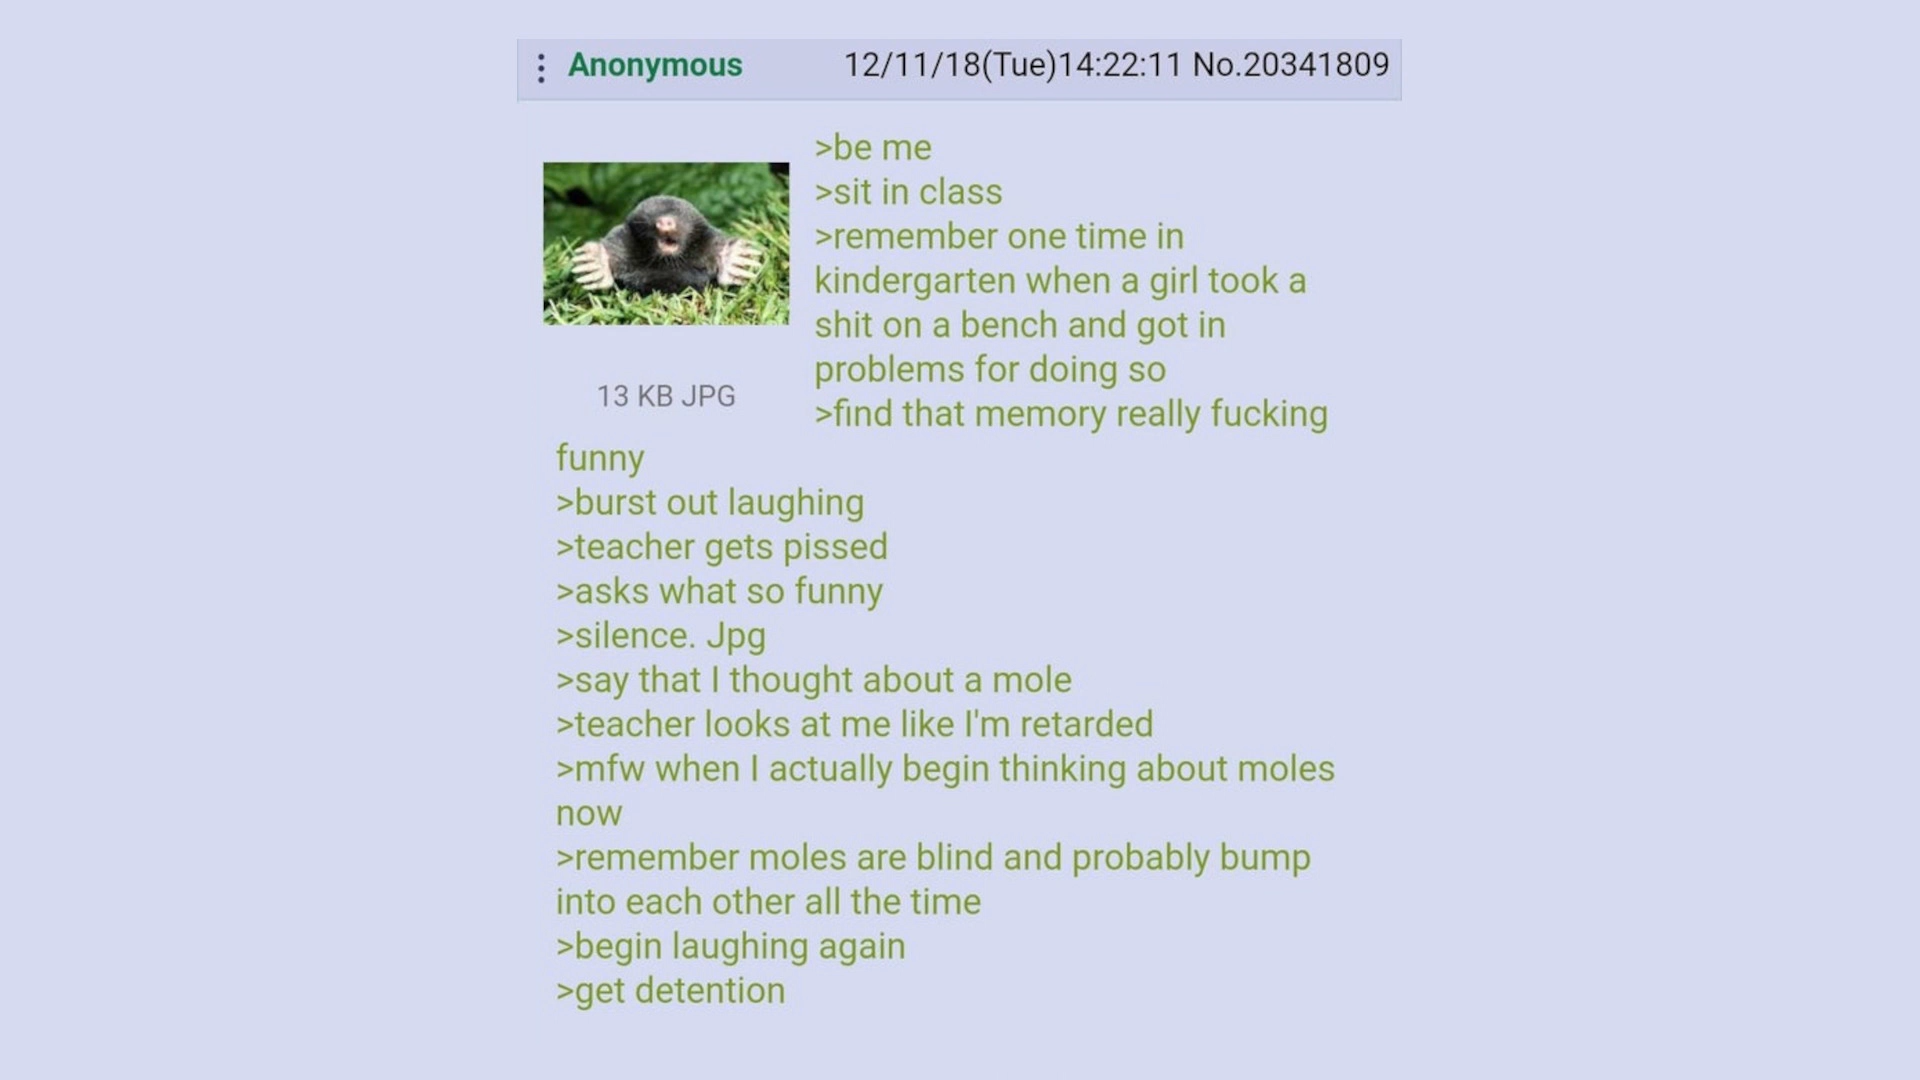 Anonymous 12/11/18(Tue)14:22:11 No.20341809
>be me
>sit in class
>remember one time in
kindergarten when a girl took a
shit on a bench and got in
problems for doing so
13 KB JPG
>find that memory really fucking
funny
>burst out laughing
>teacher gets pissed
>asks what so funny
>silence. Jpg
>say that I thought about a mole
>teacher looks at me like I'm retarded
>mfw when I actually begin thinking about moles
now
>remember moles are blind and probably bump
into each other all the time
>begin laughing again
>get detention